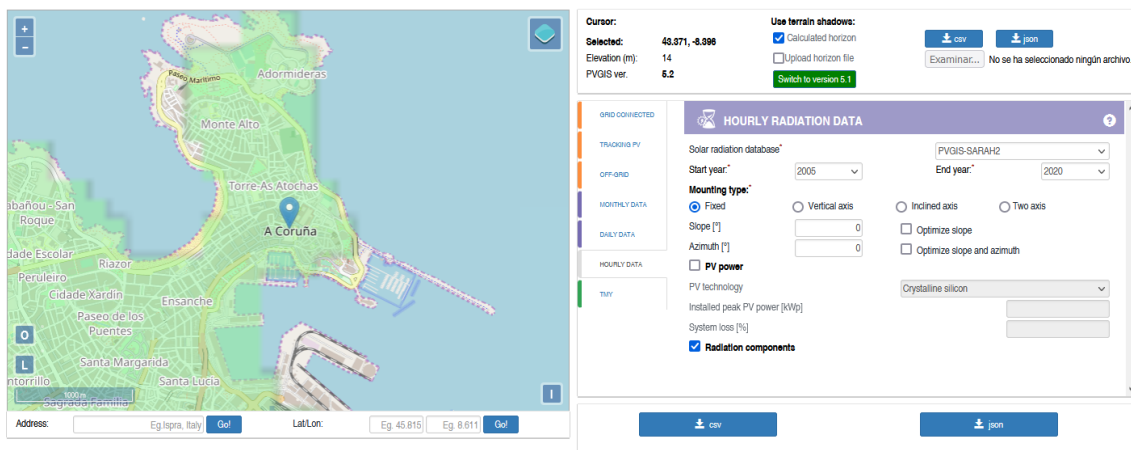 +
−
Paseo Marítimo
Adormideras
Monte Alto
Torre-As Atochas
abañou - San
Roque
A Coruña
dade Escolar
Riazor
Peruleiro
Cidade Xardín
Ensanche
Paseo de los
Puentes
O
L
Santa Margarida
ntorrillo
Santa Lucía
1000 m
Sagrada Familia
I
Address:
Eg.Ispra, Italy
Go!
Lat/Lon:
Eg. 45.815
Eg. 8.611
Go!
Cursor:
Use terrain shadows:
Selected: 43.371, -8.396
Calculated horizon
csv
json
Elevation (m): 14
Upload horizon file
Examinar... No se ha seleccionado ningún archivo.
PVGIS ver. 5.2
Switch to version 5.1
GRID CONNECTED
TRACKING PV
OFF-GRID
MONTHLY DATA
DAILY DATA
HOURLY DATA
TMY
HOURLY RADIATION DATA
?
Solar radiation database* PVGIS-SARAH2
Start year:* 2005 End year:* 2020
Mounting type:*
Fixed Vertical axis Inclined axis Two axis
Slope [°] 0 Optimize slope
Azimuth [°] 0 Optimize slope and azimuth
PV power
PV technology Crystalline silicon
Installed peak PV power [kWp]
System loss [%]
Radiation components
csv
json